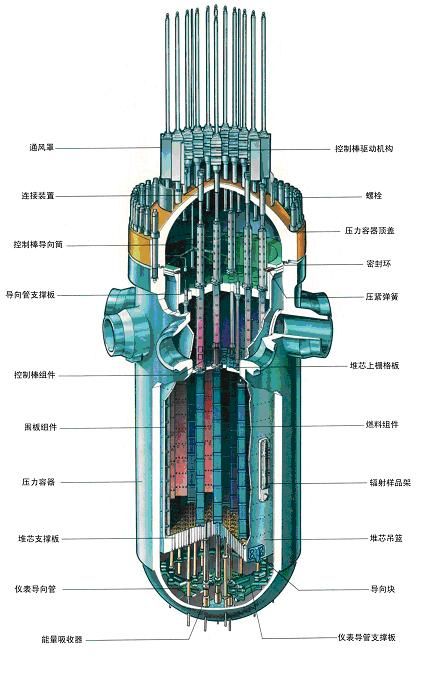 通风罩
控制棒驱动机构
连接装置
螺栓
压力容器顶盖
控制棒导向筒
密封环
导向管支撑板
压紧弹簧
堆芯上栅格板
控制棒组件
围板组件
燃料组件
压力容器
辐射样品架
堆芯支撑板
堆芯吊篮
仪表导向管
导向块
能量吸收器
仪表导管支撑板